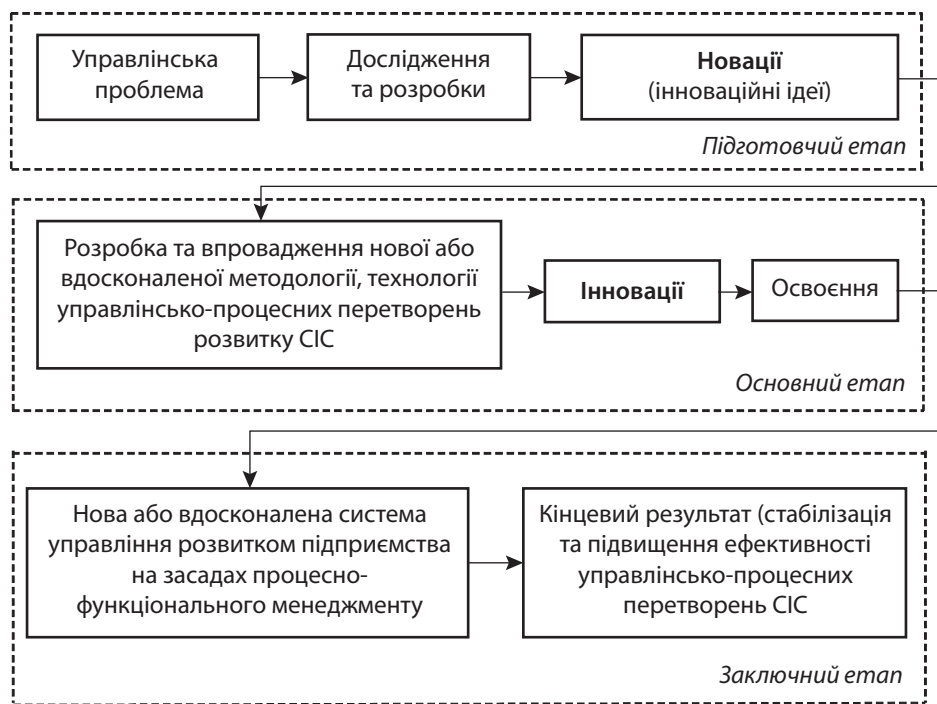 Управлінська
проблема
Дослідження
та розробки
Новації
(інноваційні ідеї)
Підготовчий етап
Розробка та впровадження нової або
вдосконаленої методології, технології
управлінсько-процесних перетворень
розвитку СІС
Інновації
Освоєння
Основний етап
Нова або вдосконалена система
управління розвитком підприємства
на засадах процесно-
функціонального менеджменту
Кінцевий результат (стабілізація
та підвищення ефективності
управлінсько-процесних
перетворень СІС
Заключний етап